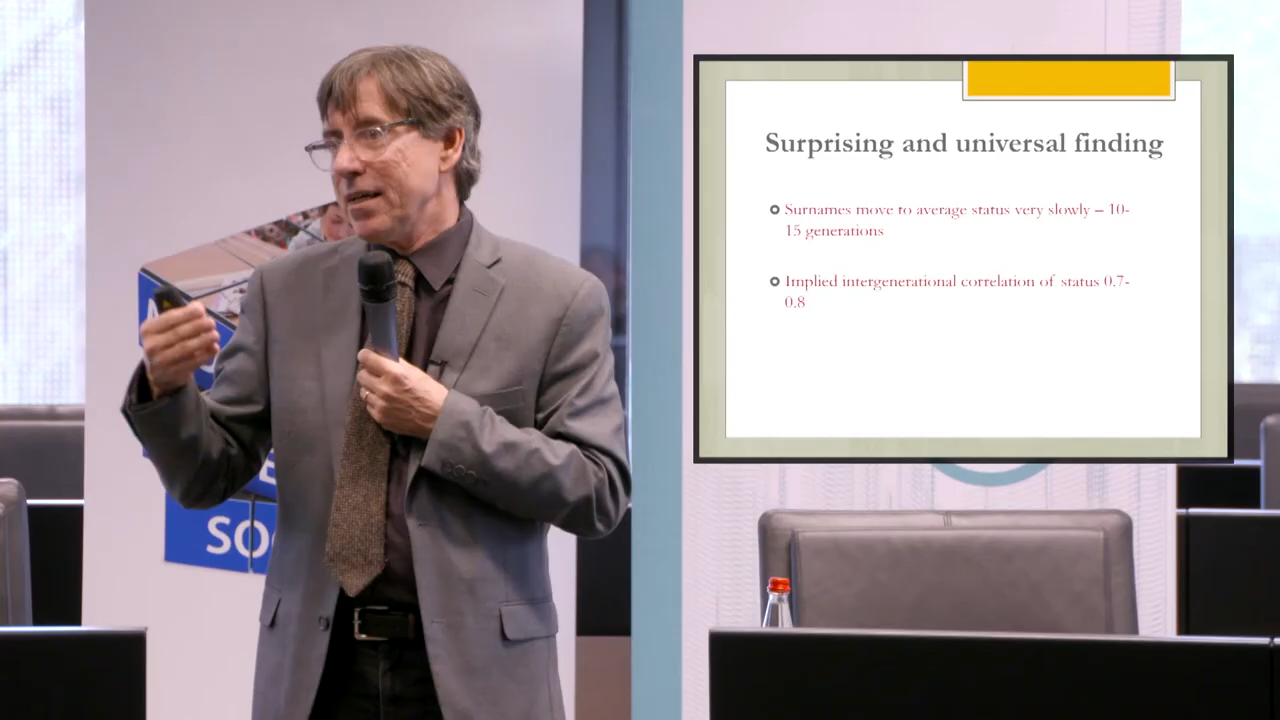 Surprising and universal finding
Surnames move to average status very slowly – 10-
15 generations
Implied intergenerational correlation of status 0.7-
0.8
SO